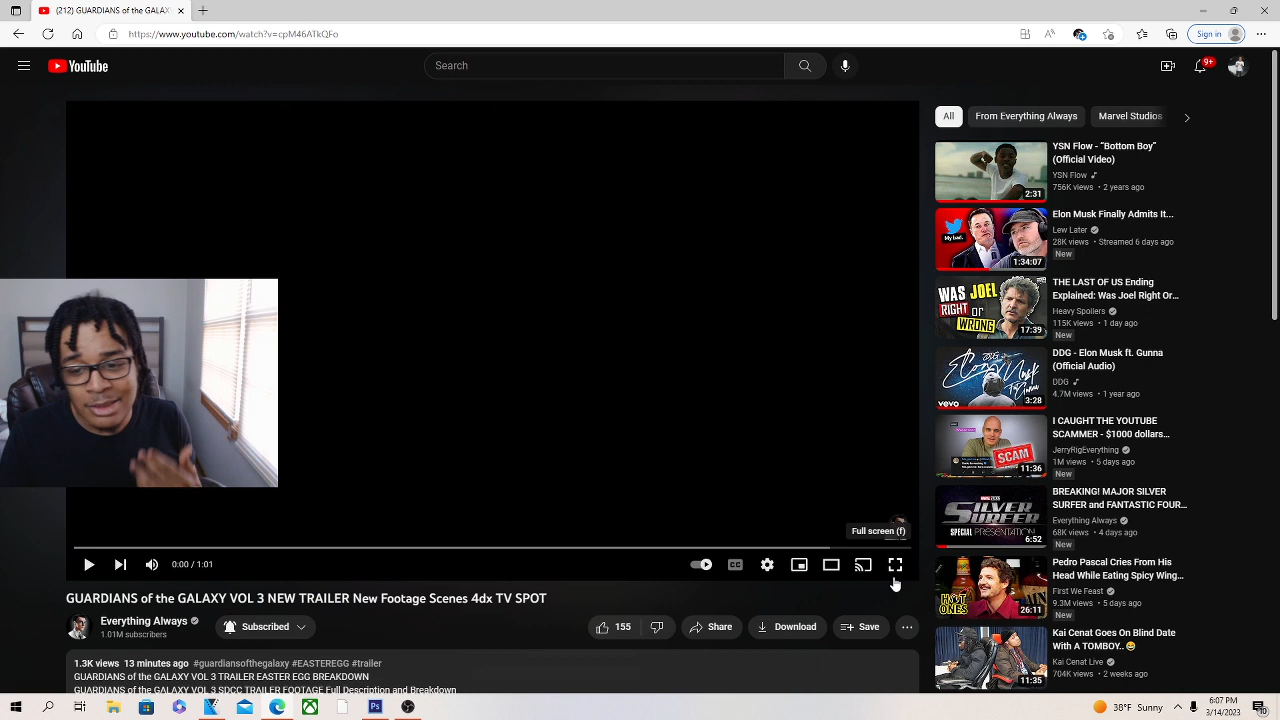 (212) GUARDIANS of the GALAXY
https://www.youtube.com/watch?v=cpM46ATkQFo
Sign in
YouTube
Search
9+
All
From Everything Always
Marvel Studios
YSN Flow - “Bottom Boy”
(Official Video)
YSN Flow
756K views • 2 years ago
2:31
Elon Musk Finally Admits It...
Lew Later
28K views • Streamed 6 days ago
New
My bad.
1:34:07
THE LAST OF US Ending
Explained: Was Joel Right Or...
Heavy Spoilers
115K views • 1 day ago
New
WAS JOEL
RIGHT or
WRONG
17:39
DDG - Elon Musk ft. Gunna
(Official Audio)
DDG
4.7M views • 1 year ago
vevo
3:28
I CAUGHT THE YOUTUBE
SCAMMER - $1000 dollars...
JerryRigEverything
1M views • 5 days ago
New
SCAM
11:36
BREAKING! MAJOR SILVER
SURFER and FANTASTIC FOUR...
Everything Always
68K views • 4 days ago
New
SILVER
SURFER
SPECIAL PRESENTATION
6:52
Pedro Pascal Cries From His
Head While Eating Spicy Wing...
First We Feast
9.3M views • 5 days ago
New
HOT
ONES
26:11
Kai Cenat Goes On Blind Date
With A TOMBOY.. 😅
Kai Cenat Live
704K views • 2 weeks ago
11:35
Full screen (f)
0:00 / 1:01
CC
GUARDIANS of the GALAXY VOL 3 NEW TRAILER New Footage Scenes 4dx TV SPOT
Everything Always
1.01M subscribers
Subscribed
155
Share
Download
Save
1.3K views 13 minutes ago #guardiansofthegalaxy #EASTEREGG #trailer
GUARDIANS of the GALAXY VOL 3 TRAILER EASTER EGG BREAKDOWN
GUARDIANS of the GALAXY VOL 3 SDCC TRAILER FOOTAGE Full Description and Breakdown
Ps
38°F Sunny
6:07 PM
3/14/2023